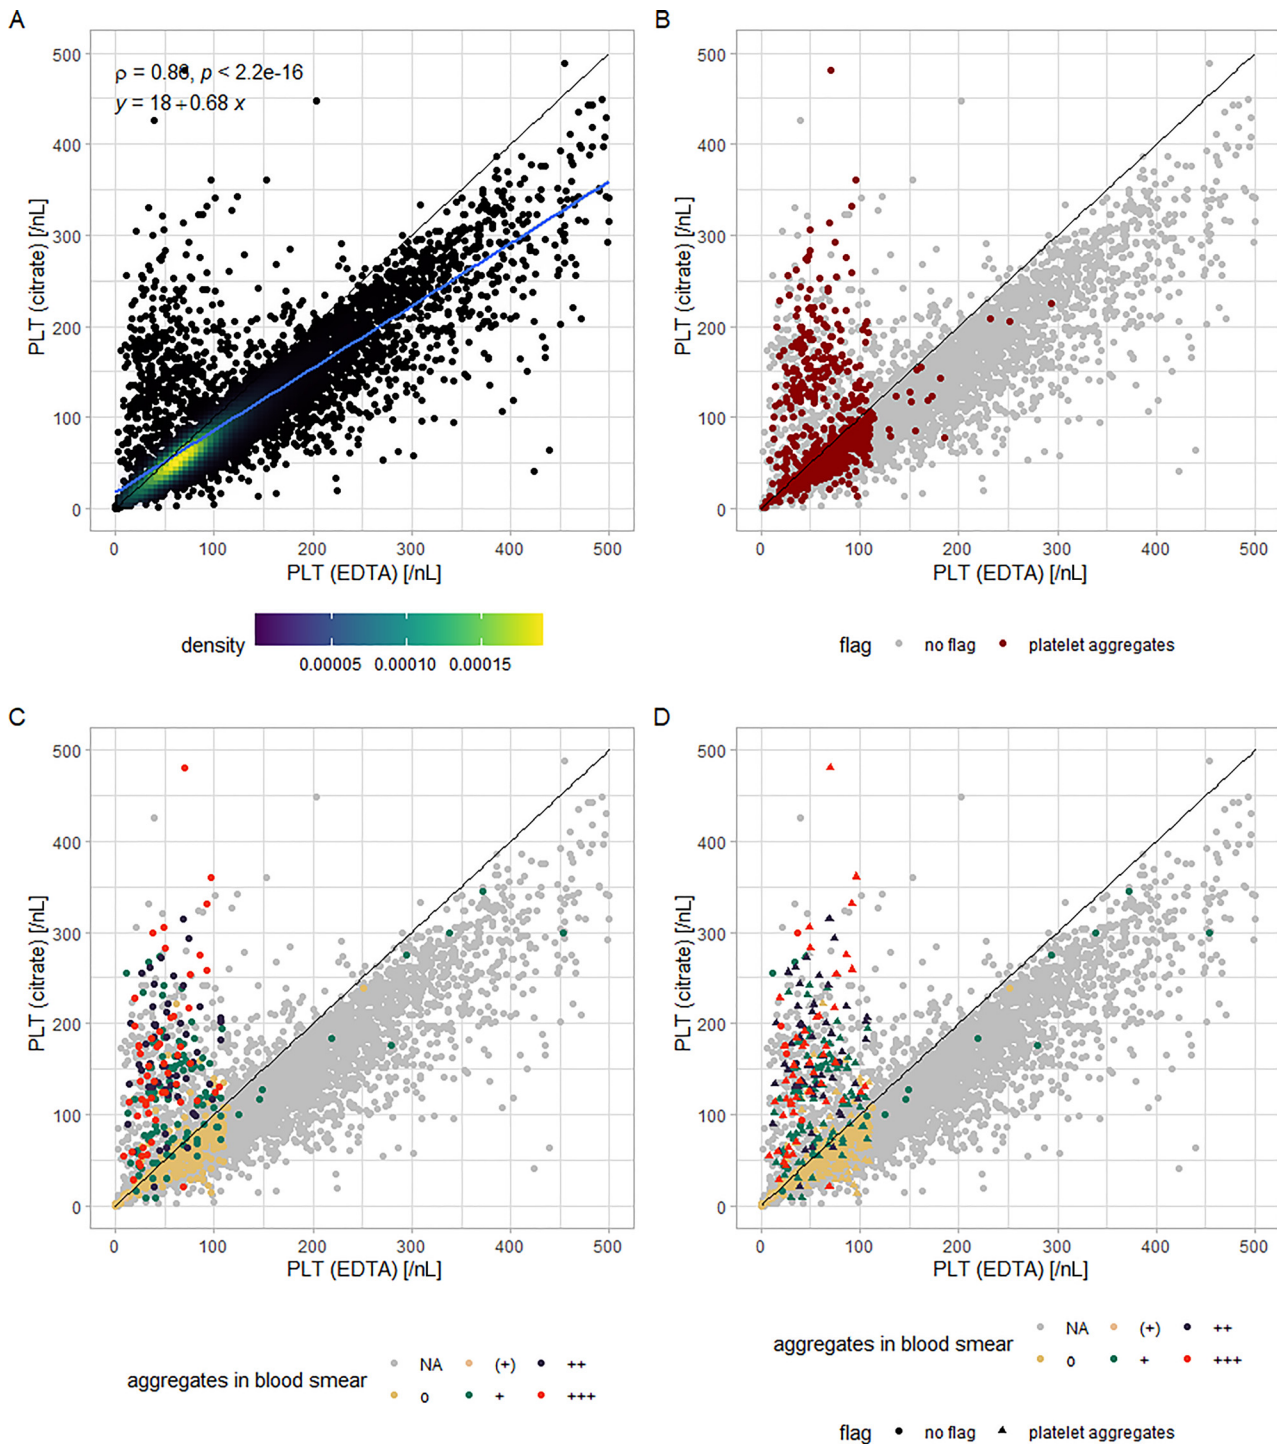 A
500
400
300
200
100
0
PLT (citrate) [/nL]
p < 2.2e-16
y = 18 + 0.68 x
0 100 200 300 400 500
PLT (EDTA) [/nL]
density
0.00005 0.00010 0.00015
B
500
400
300
200
100
0
PLT (citrate) [/nL]
0 100 200 300 400 500
PLT (EDTA) [/nL]
flag no flag platelet aggregates
C
500
400
300
200
100
0
PLT (citrate) [/nL]
0 100 200 300 400 500
PLT (EDTA) [/nL]
aggregates in blood smear
NA (+) ++
0 + +++
D
500
400
300
200
100
0
PLT (citrate) [/nL]
0 100 200 300 400 500
PLT (EDTA) [/nL]
aggregates in blood smear
NA (+) ++
0 + +++
flag no flag platelet aggregates